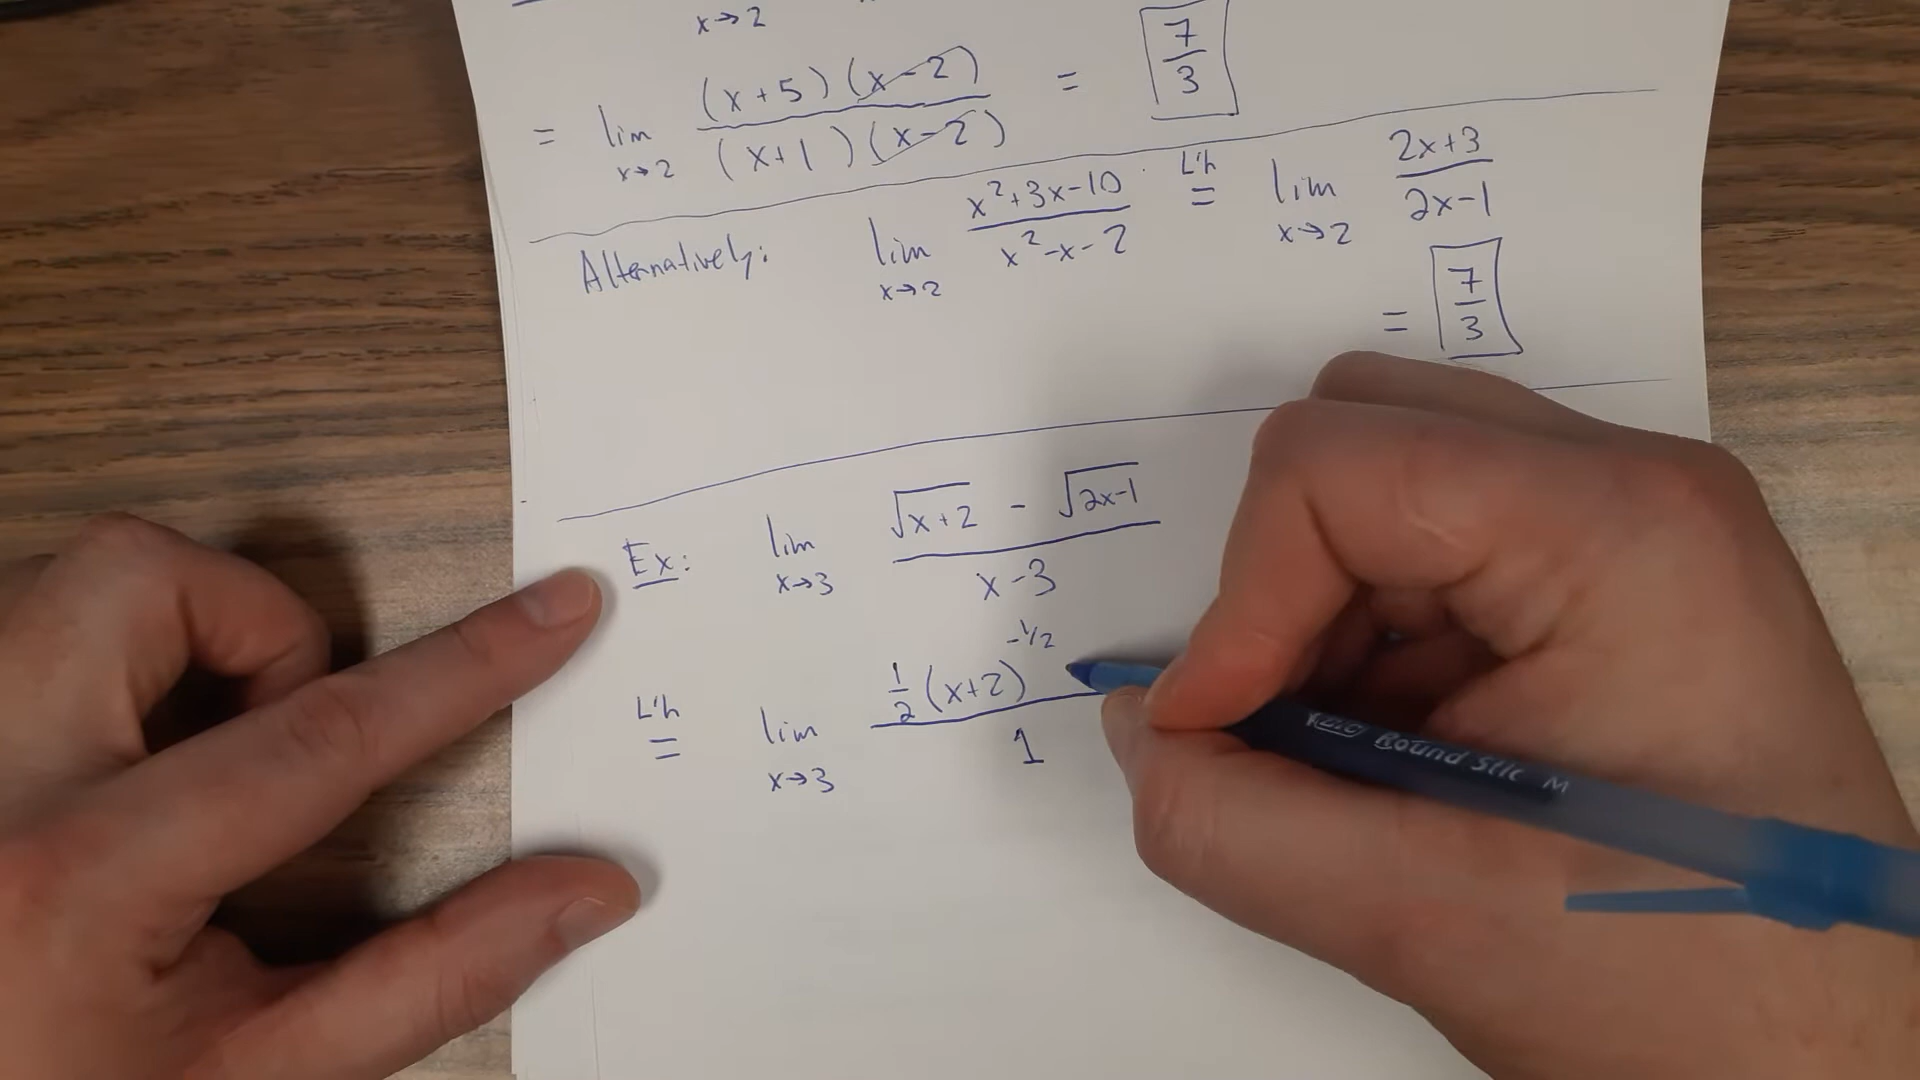 x→2
= lim x→2 (x+5)(x-2) / (x+1)(x-2) = 7/3
Alternatively: lim x→2 x²+3x-10 / x²-x-2 L'h = lim x→2 2x+3 / 2x-1
= 7/3
Ex: lim x→3 √x+2 - √2x-1 / x-3
L'h = lim x→3 1/2 (x+2)^-1/2 / 1
BIC Round Stic M